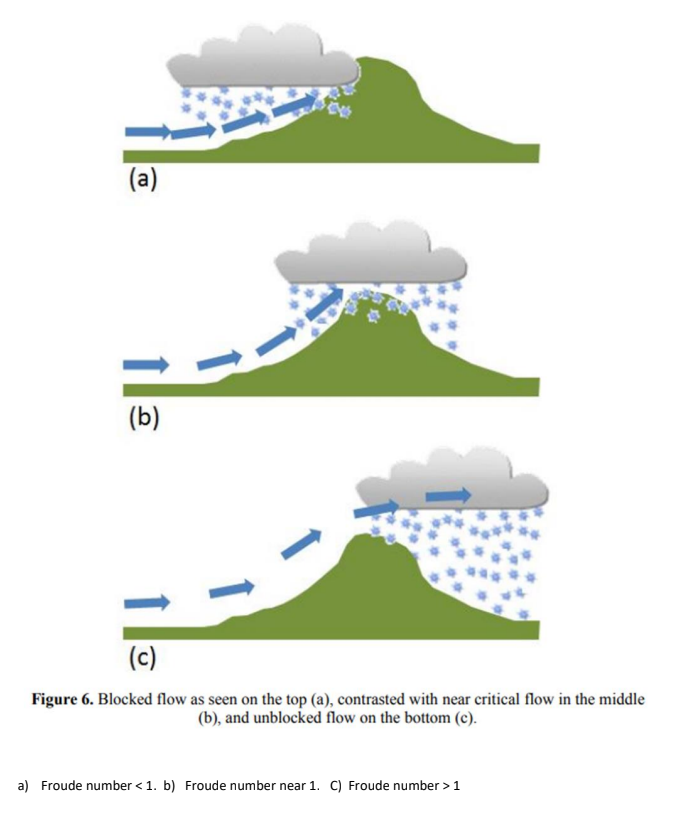 (a)
(b)
(c)
Figure 6. Blocked flow as seen on the top (a), contrasted with near critical flow in the middle
(b), and unblocked flow on the bottom (c).
a) Froude number < 1. b) Froude number near 1. C) Froude number > 1